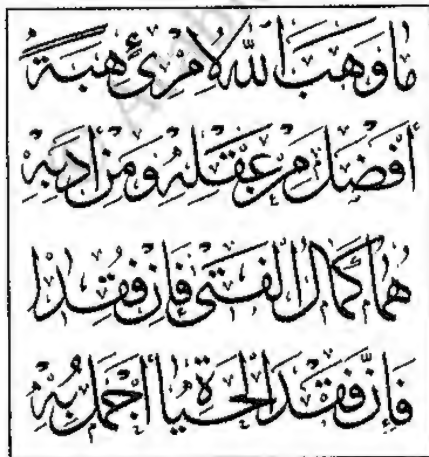 ما وهب الله لامرئ هبة
أفضل من عقله ومن أدبه
هما كمال الفتى فإن فقدا
فإن فقد الحياة أجمل به